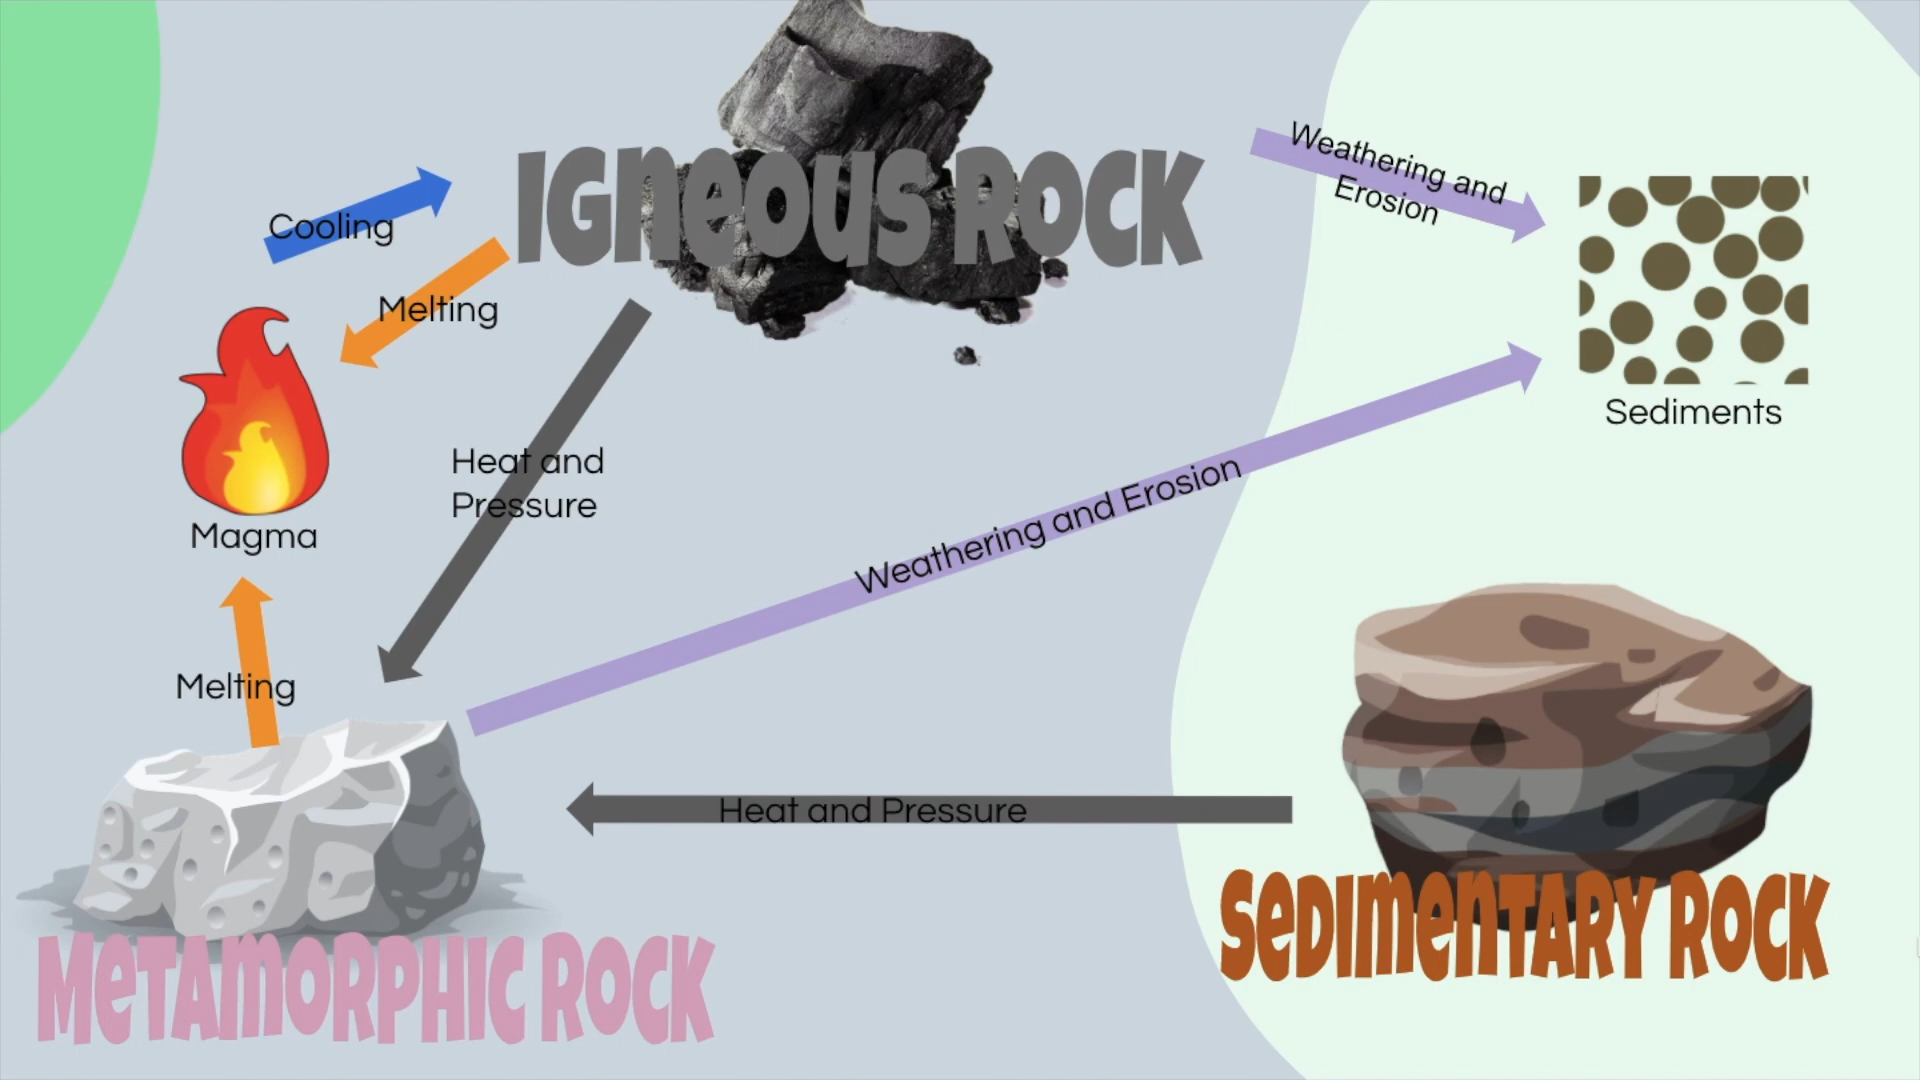 IGneous Rock
Weathering and
Erosion
Cooling
Melting
Heat and
Pressure
Magma
Sediments
Weathering and Erosion
Melting
Heat and Pressure
Sedimentary Rock
Metamorphic Rock